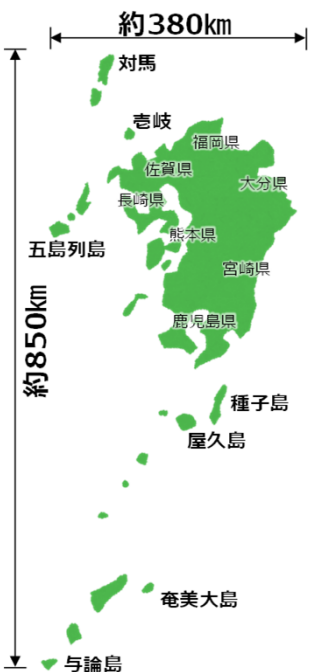 約380㎞
対馬
壱岐
福岡県
佐賀県
大分県
長崎県
熊本県
五島列島
宮崎県
約850㎞
鹿児島県
種子島
屋久島
奄美大島
与論島